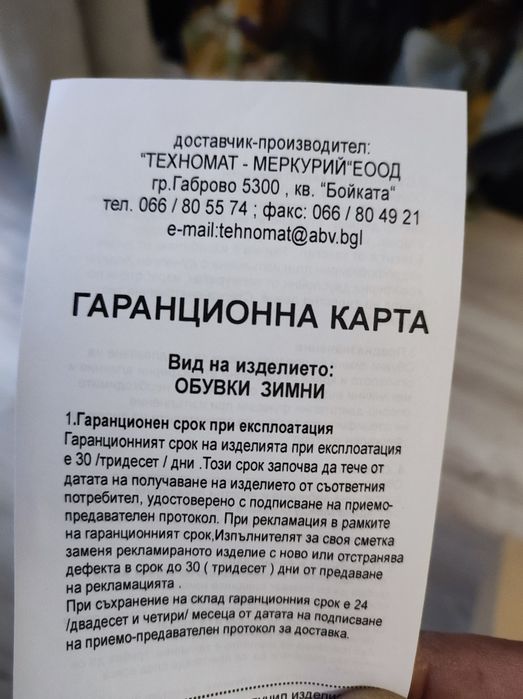 доставчик-производител:
"ТЕХНОМАТ - МЕРКУРИЙ"ЕООД
гр.Габрово 5300 , кв. "Бойката"
тел. 066 / 80 55 74 ; факс: 066 / 80 49 21
e-mail:tehnomat@abv.bgl
ГАРАНЦИОННА КАРТА
Вид на изделието:
ОБУВКИ ЗИМНИ
1.Гаранционен срок при експлоатация
Гаранционният срок на изделията при експлоатация
е 30 /тридесет / дни .Този срок започва да тече от
датата на получаване на изделието от съответния
потребител, удостоверено с подписване на приемо-
предавателен протокол. При рекламация в рамките
на гаранционният срок,Изпълнителят за своя сметка
заменя рекламираното изделие с ново или отстранява
дефекта в срок до 30 ( тридесет ) дни от предаване
на рекламацията .
При съхранение на склад гаранционния срок е 24
/двадесет и четири/ месеца от датата на подписване
на приемо-предавателен протокол за доставка.